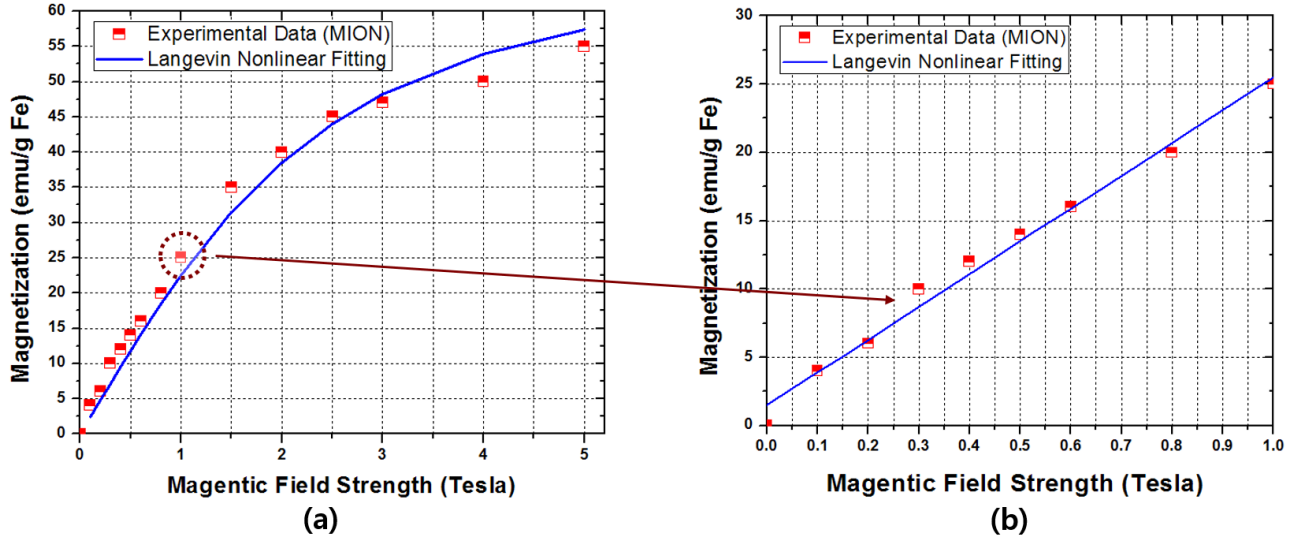 Experimental Data (MION)
Langevin Nonlinear Fitting
Magnetization (emu/g Fe)
60
55
50
45
40
35
30
25
20
15
10
5
0
0 1 2 3 4 5
Magentic Field Strength (Tesla)
(a)
Experimental Data (MION)
Langevin Nonlinear Fitting
Magnetization (emu/g Fe)
30
25
20
15
10
5
0
0.0 0.1 0.2 0.3 0.4 0.5 0.6 0.7 0.8 0.9 1.0
Magentic Field Strength (Tesla)
(b)